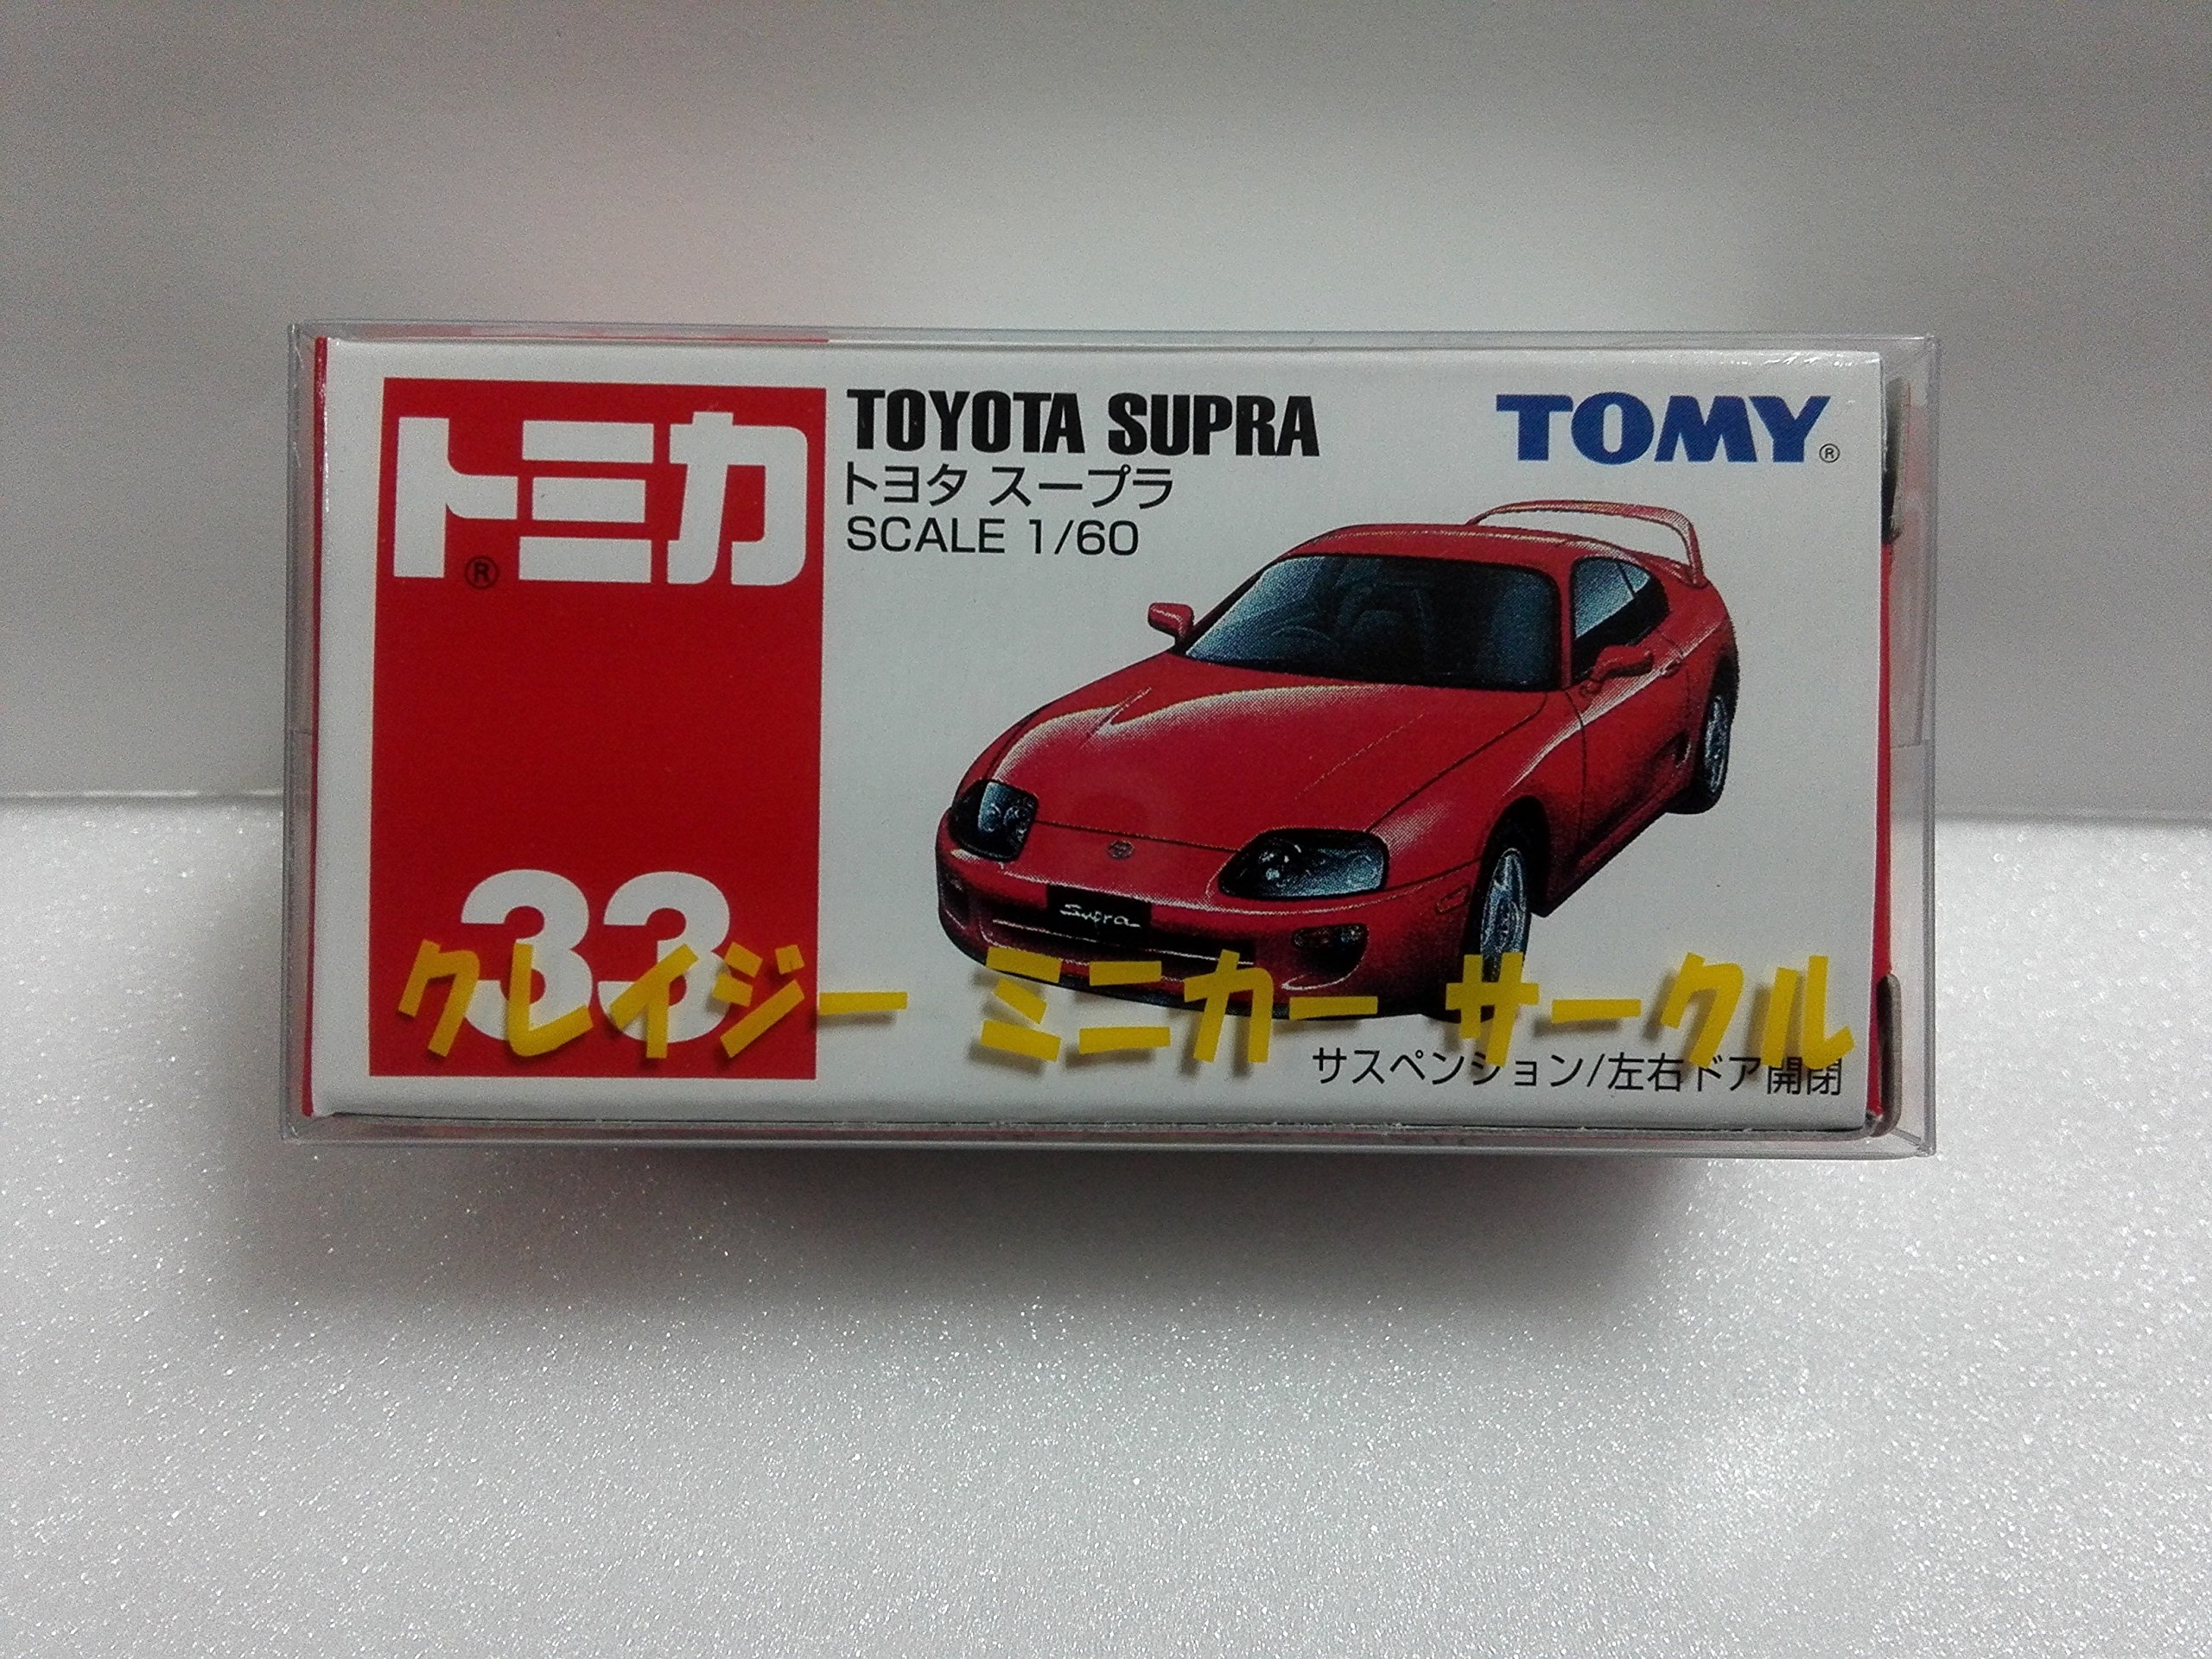 トミカ®
TOYOTA SUPRA
トヨタ スープラ
SCALE 1/60
TOMY®
Supra
33
クレイジー ミニカー サークル
サスペンション/左右ドア開閉